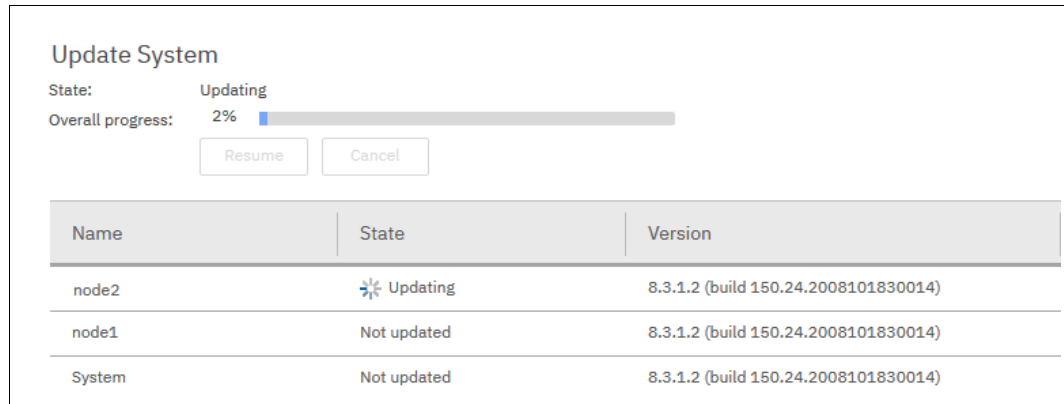 Update System
State: Updating
Overall progress: 2%
Resume Cancel
Name State Version
node2 Updating 8.3.1.2 (build 150.24.2008101830014)
node1 Not updated 8.3.1.2 (build 150.24.2008101830014)
System Not updated 8.3.1.2 (build 150.24.2008101830014)